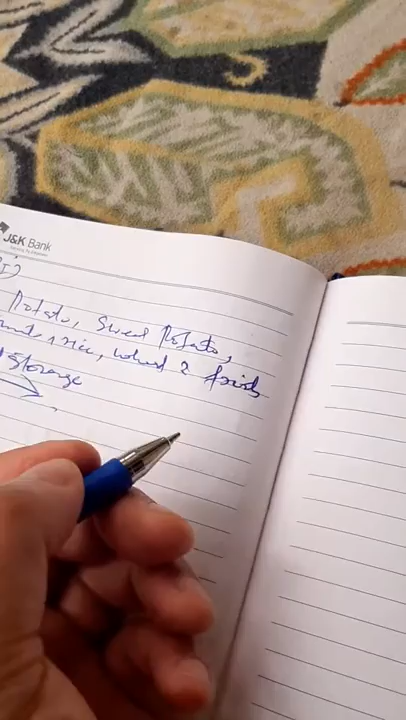 J&K Bank
Potato, Sweet Potato,
rice, wheat & fruits
Storage